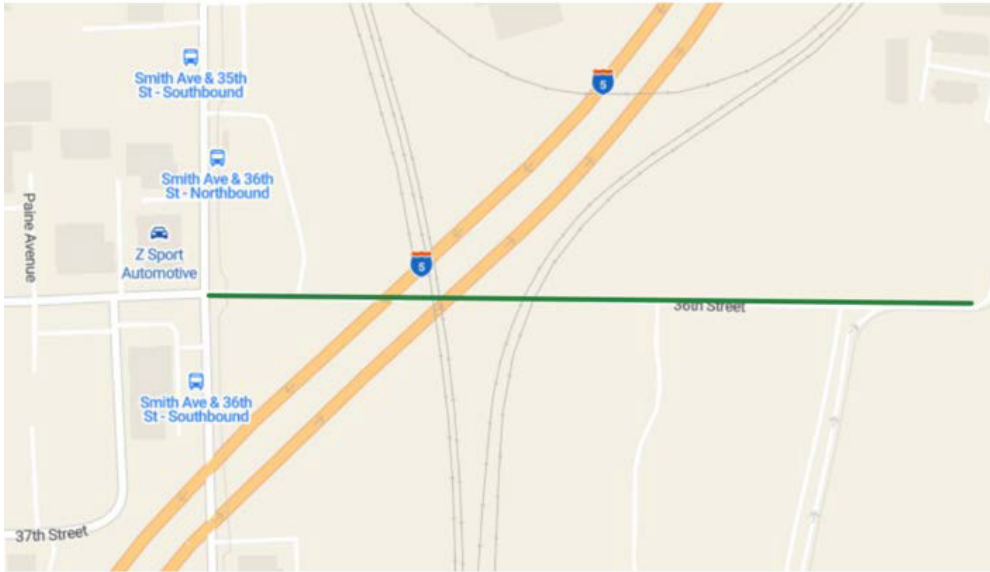 5
Smith Ave & 35th
St - Southbound
Smith Ave & 36th
St - Northbound
Paine Avenue
Z Sport
Automotive
5
36th Street
Smith Ave & 36th
St - Southbound
37th Street